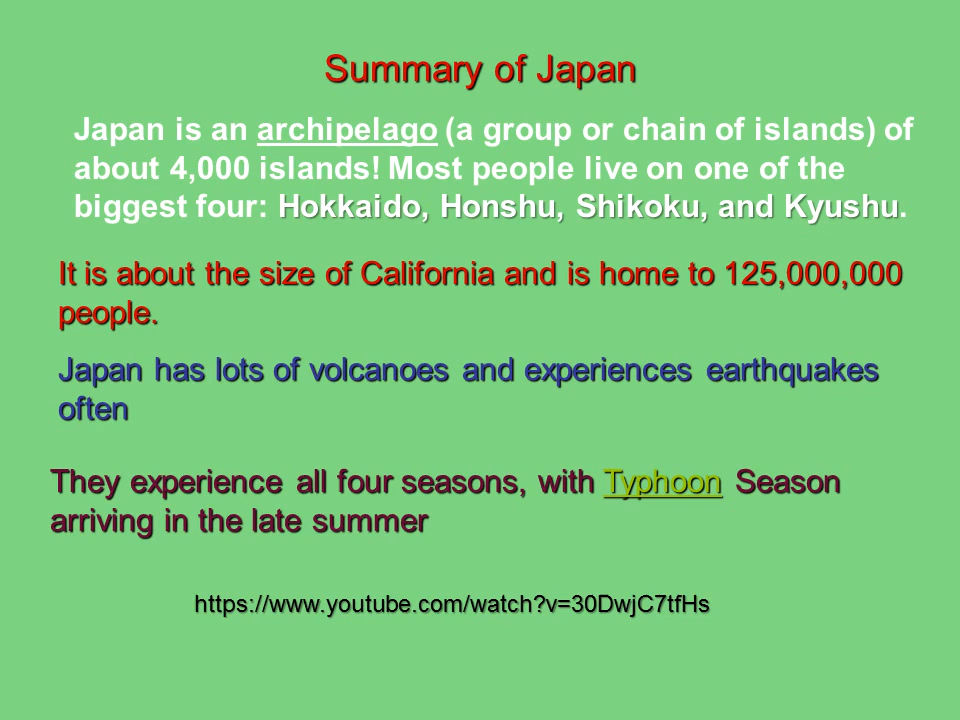 Summary of Japan
Japan is an archipelago (a group or chain of islands) of
about 4,000 islands! Most people live on one of the
biggest four: Hokkaido, Honshu, Shikoku, and Kyushu.
It is about the size of California and is home to 125,000,000
people.
Japan has lots of volcanoes and experiences earthquakes
often
They experience all four seasons, with Typhoon Season
arriving in the late summer
https://www.youtube.com/watch?v=30DwjC7tfHs